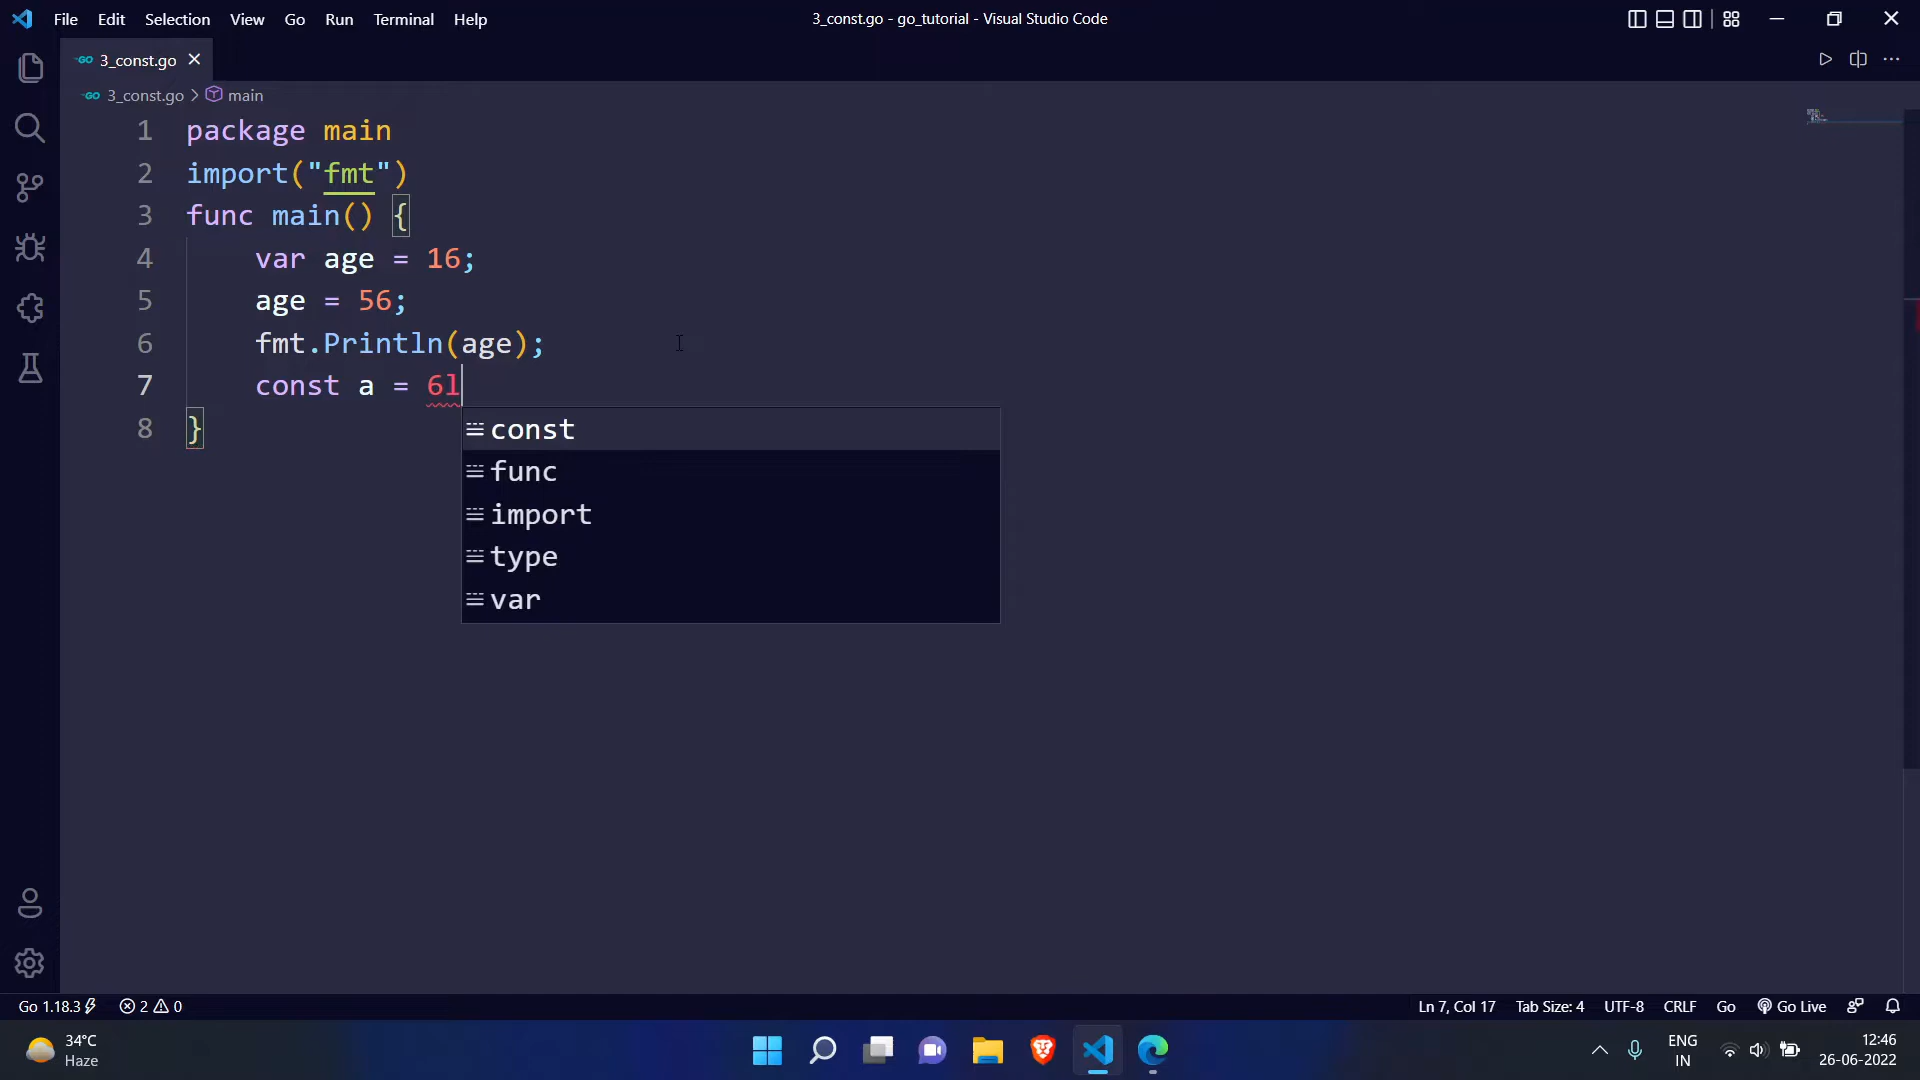 File Edit Selection View Go Run Terminal Help
3_const.go - go_tutorial - Visual Studio Code
GO 3_const.go
GO 3_const.go > main
1 package main
2 import("fmt")
3 func main() {
4 var age = 16;
5 age = 56;
6 fmt.Println(age);
7 const a = 6l
8 }
const
func
import
type
var
Go 1.18.3 2 0 Ln 7, Col 17 Tab Size: 4 UTF-8 CRLF Go Go Live
34°C
Haze
ENG
IN
12:46
26-06-2022